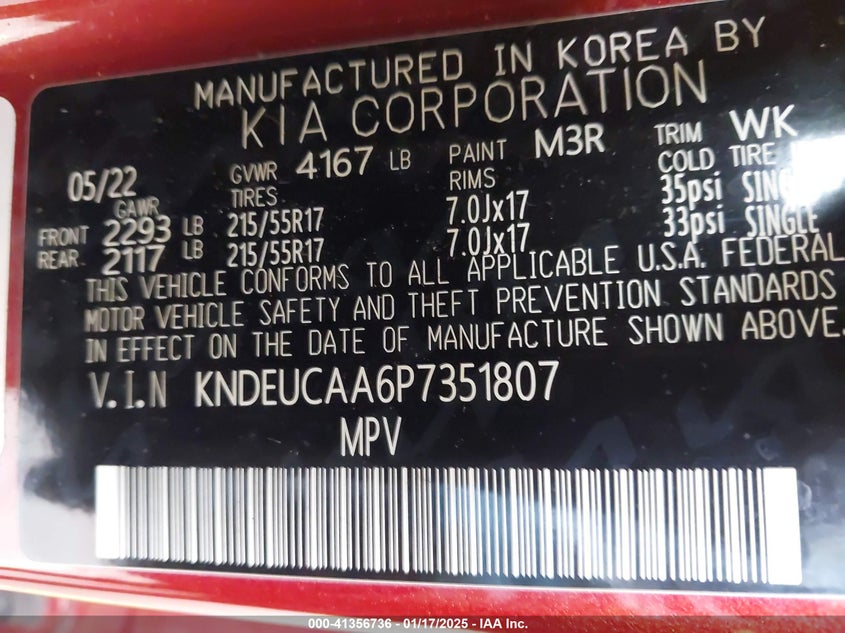 MANUFACTURED IN KOREA BY
KIA CORPORATION
05/22 GVWR 4167 LB PAINT M3R TRIM WK
GAWR TIRES RIMS COLD TIRE
FRONT 2293 LB 215/55R17 7.0Jx17 35psi SINGLE
REAR 2117 LB 215/55R17 7.0Jx17 33psi SINGLE
THIS VEHICLE CONFORMS TO ALL APPLICABLE U.S.A. FEDERAL
MOTOR VEHICLE SAFETY AND THEFT PREVENTION STANDARDS
IN EFFECT ON THE DATE OF MANUFACTURE SHOWN ABOVE.
V.I.N KNDEUCAA6P7351807
MPV
000-41356736 - 01/17/2025 - IAA Inc.